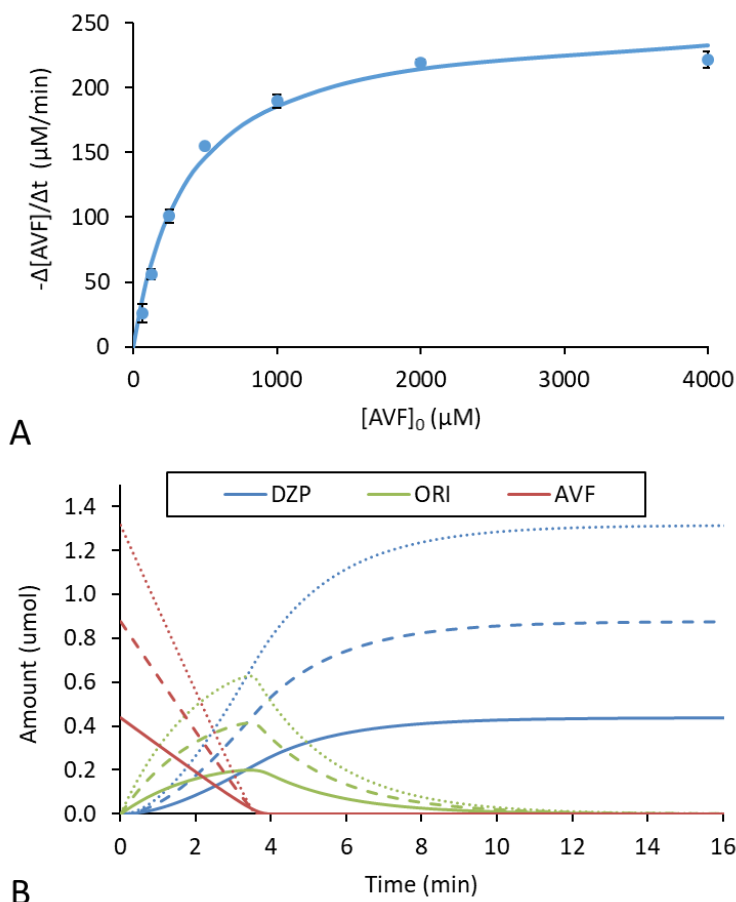 250
200
150
100
50
0
-Δ[AVF]/Δt (µM/min)
0 1000 2000 3000 4000
[AVF]₀ (µM)
A
DZP ORI AVF
1.4
1.2
1.0
0.8
0.6
0.4
0.2
0.0
Amount (umol)
0 2 4 6 8 10 12 14 16
Time (min)
B